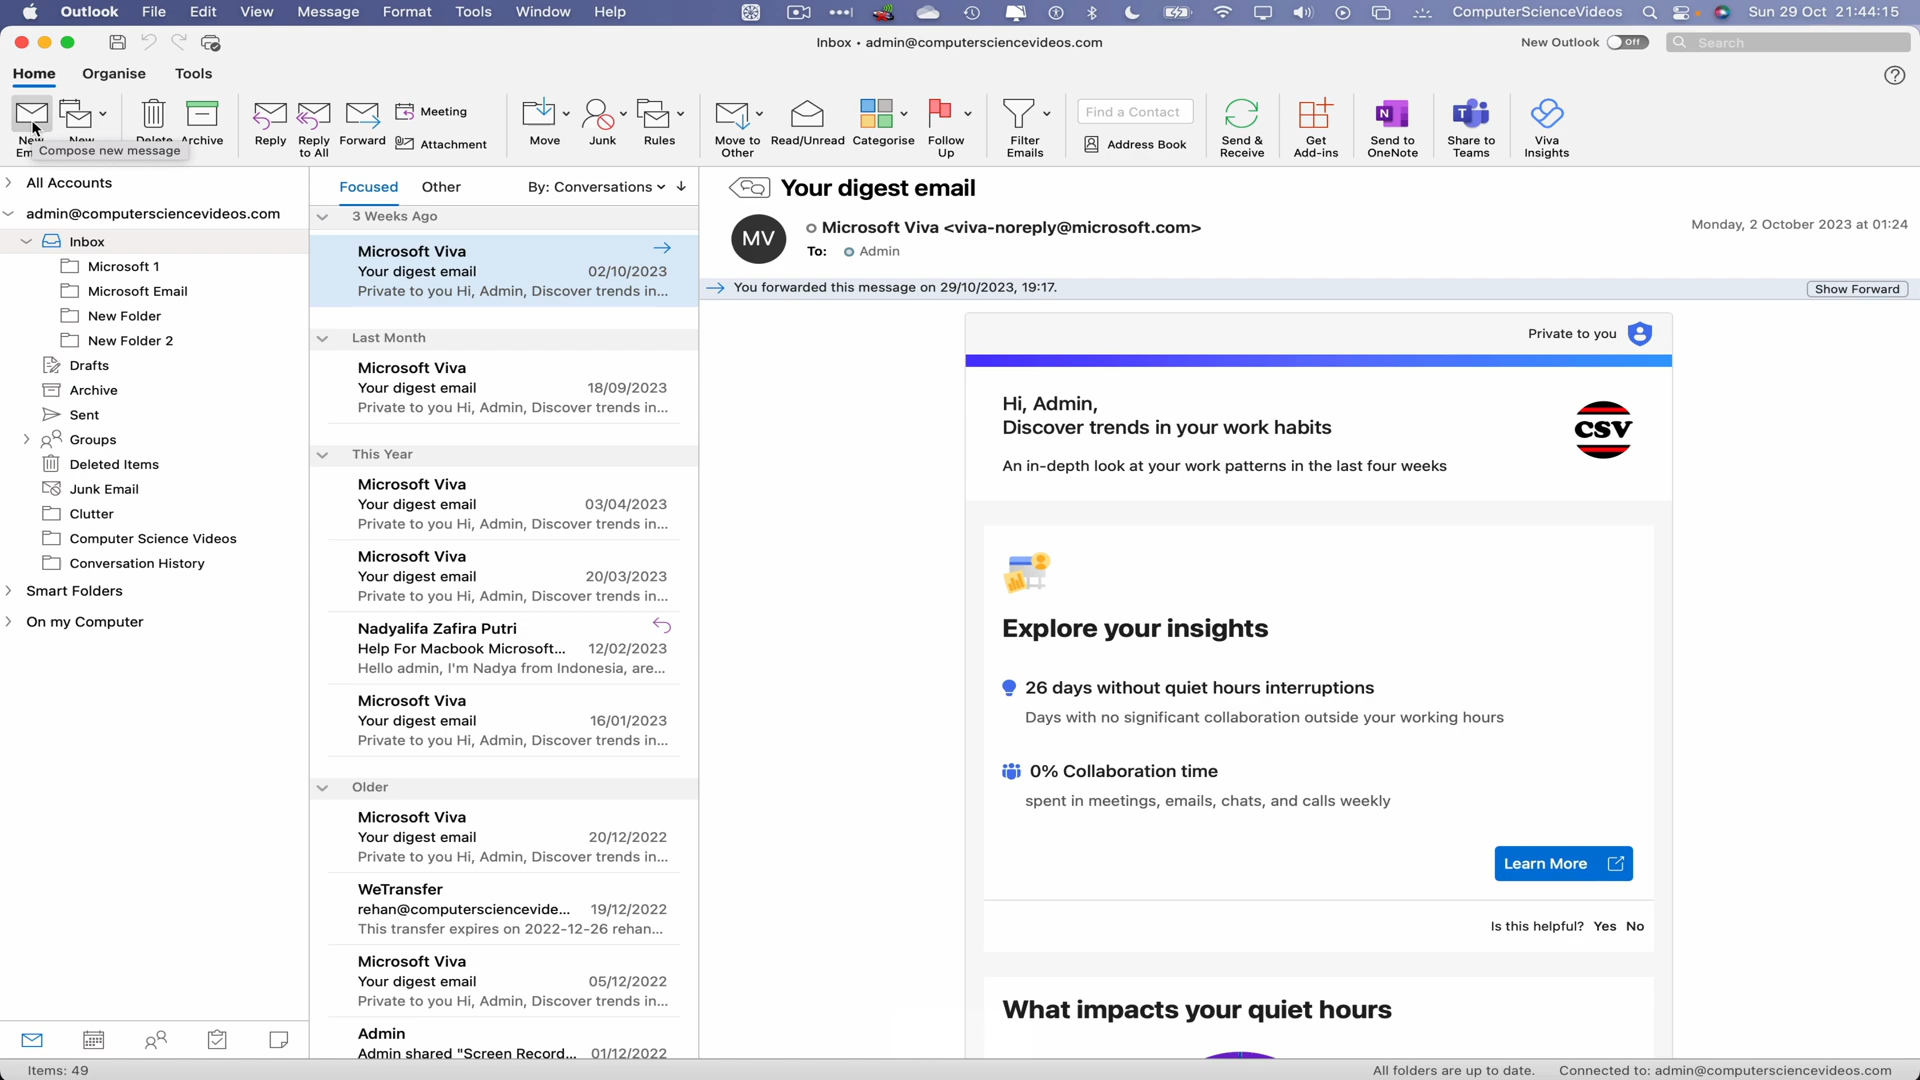 Outlook File Edit View Message Format Tools Window Help ComputerScienceVideos Sun 29 Oct 21:44:15
Inbox • admin@computersciencevideos.com New Outlook Off Search
Home Organise Tools
New Delete Archive
Compose new message
Reply Reply to All Forward Meeting Attachment
Move Junk Rules
Move to Other Read/Unread Categorise Follow Up
Filter Emails
Find a Contact
Address Book
Send & Receive
Get Add-ins
Send to OneNote
Share to Teams
Viva Insights
All Accounts
admin@computersciencevideos.com
Inbox
Microsoft 1
Microsoft Email
New Folder
New Folder 2
Drafts
Archive
Sent
Groups
Deleted Items
Junk Email
Clutter
Computer Science Videos
Conversation History
Smart Folders
On my Computer
Items: 49
Focused Other By: Conversations
3 Weeks Ago
Microsoft Viva
Your digest email 02/10/2023
Private to you Hi, Admin, Discover trends in...
Last Month
Microsoft Viva
Your digest email 18/09/2023
Private to you Hi, Admin, Discover trends in...
This Year
Microsoft Viva
Your digest email 03/04/2023
Private to you Hi, Admin, Discover trends in...
Microsoft Viva
Your digest email 20/03/2023
Private to you Hi, Admin, Discover trends in...
Nadyalifa Zafira Putri
Help For Macbook Microsoft... 12/02/2023
Hello admin, I'm Nadya from Indonesia, are...
Microsoft Viva
Your digest email 16/01/2023
Private to you Hi, Admin, Discover trends in...
Older
Microsoft Viva
Your digest email 20/12/2022
Private to you Hi, Admin, Discover trends in...
WeTransfer
rehan@computersciencevide... 19/12/2022
This transfer expires on 2022-12-26 rehan...
Microsoft Viva
Your digest email 05/12/2022
Private to you Hi, Admin, Discover trends in...
Admin
Admin shared "Screen Record... 01/12/2022
Your digest email
MV
Microsoft Viva <viva-noreply@microsoft.com>
Monday, 2 October 2023 at 01:24
To: Admin
You forwarded this message on 29/10/2023, 19:17.
Show Forward
Private to you
Hi, Admin,
Discover trends in your work habits
CSV
An in-depth look at your work patterns in the last four weeks
Explore your insights
26 days without quiet hours interruptions
Days with no significant collaboration outside your working hours
0% Collaboration time
spent in meetings, emails, chats, and calls weekly
Learn More
Is this helpful? Yes No
What impacts your quiet hours
All folders are up to date. Connected to: admin@computersciencevideos.com